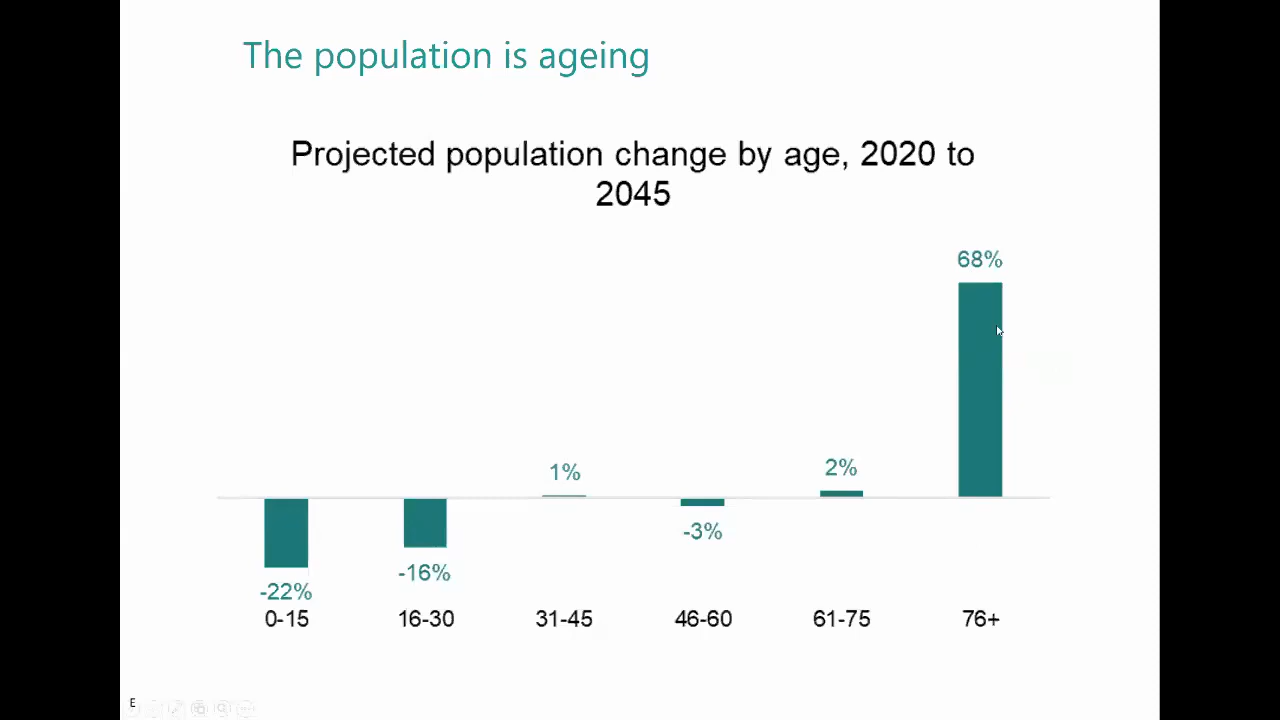 The population is ageing
Projected population change by age, 2020 to
2045
68%
1%
2%
-3%
-16%
-22%
0-15 16-30 31-45 46-60 61-75 76+
E